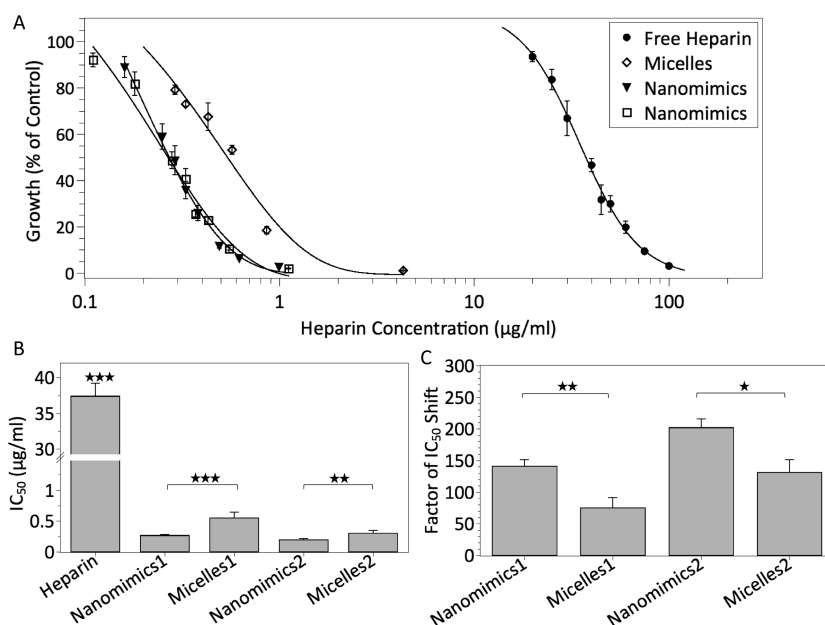 A
Growth (% of Control)
100
80
60
40
20
0
Free Heparin
Micelles
Nanomimics
Nanomimics
0.1
1
10
100
Heparin Concentration (µg/ml)
B
IC50 (µg/ml)
40
35
30
1
0.5
0
★★★
★★★
★★
Heparin
Nanomimics1
Micelles1
Nanomimics2
Micelles2
C
Factor of IC50 Shift
300
250
200
150
100
50
0
★★
★
Nanomimics1
Micelles1
Nanomimics2
Micelles2